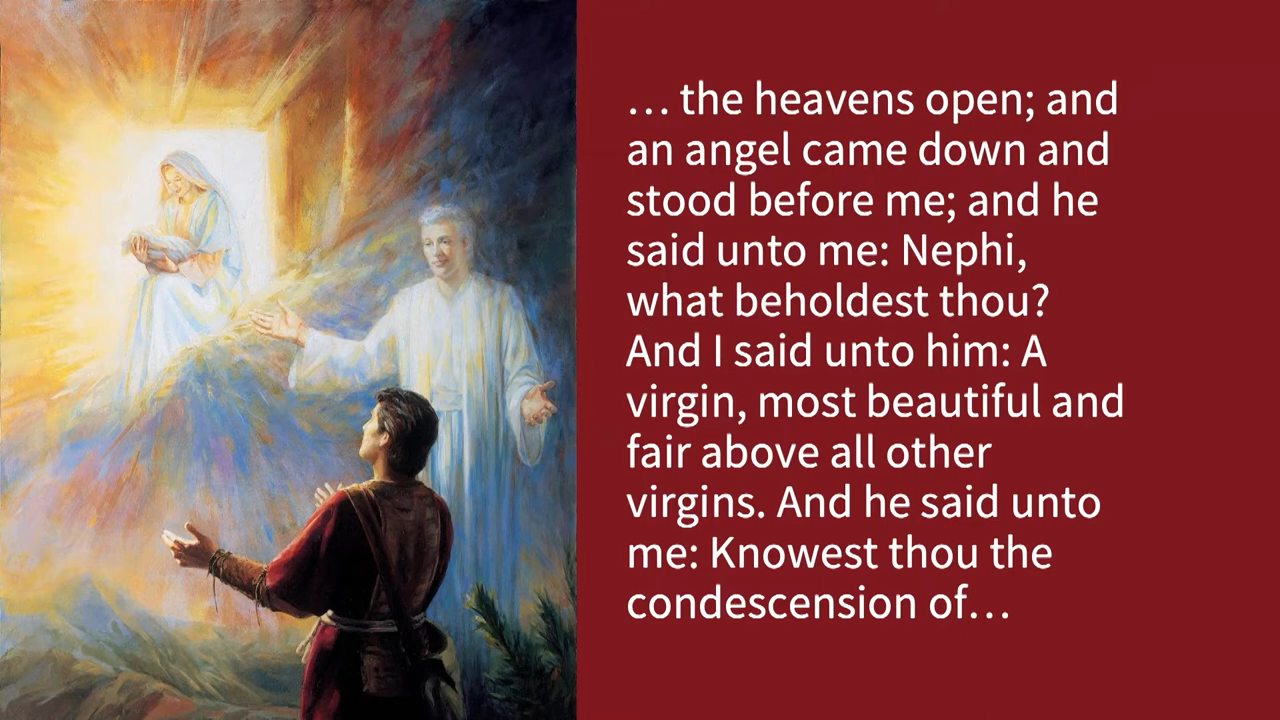 … the heavens open; and
an angel came down and
stood before me; and he
said unto me: Nephi,
what beholdest thou?
And I said unto him: A
virgin, most beautiful and
fair above all other
virgins. And he said unto
me: Knowest thou the
condescension of…